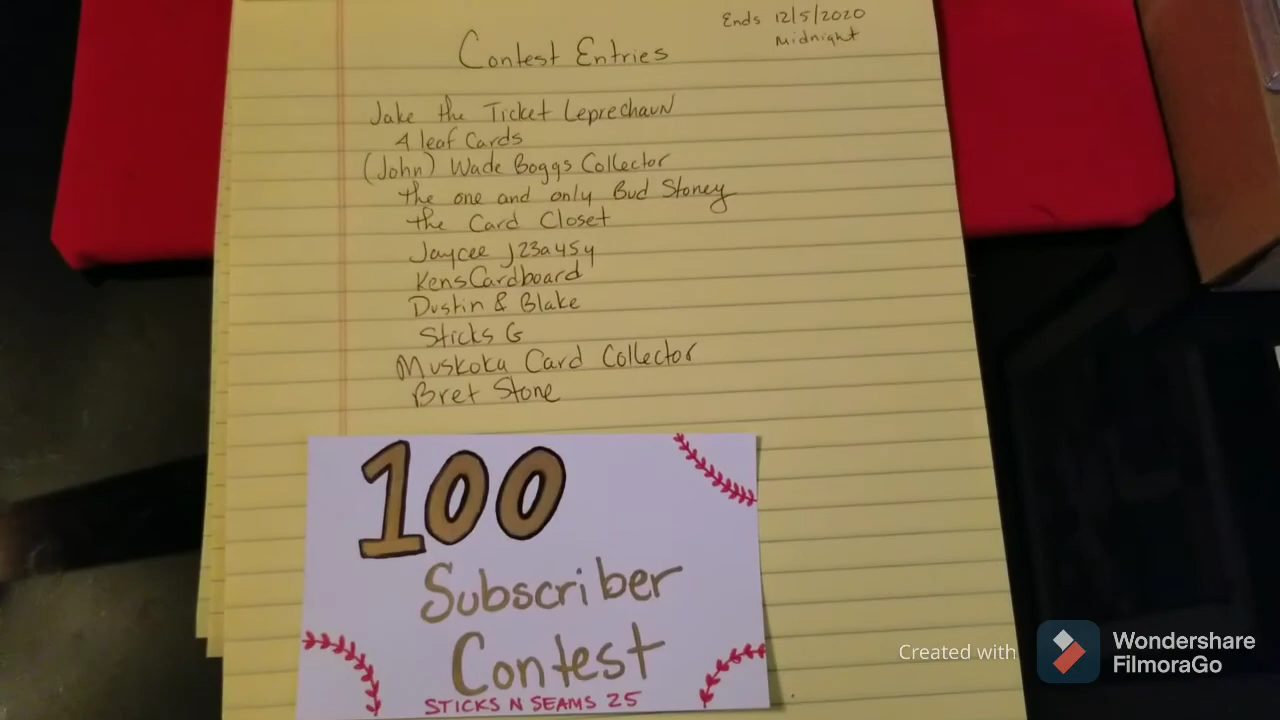 Ends 12/5/2020
Midnight
Contest Entries
Jake the Ticket Leprechaun
4 leaf Cards
(John) Wade Boggs Collector
the one and only Bud Stoney
the Card Closet
Jaycee j23a45y
KensCardboard
Dustin & Blake
Sticks G
Muskoka Card Collector
Bret Stone
100
Subscriber
Contest
STICKS N SEAMS 25
Created with
Wondershare
FilmoraGo